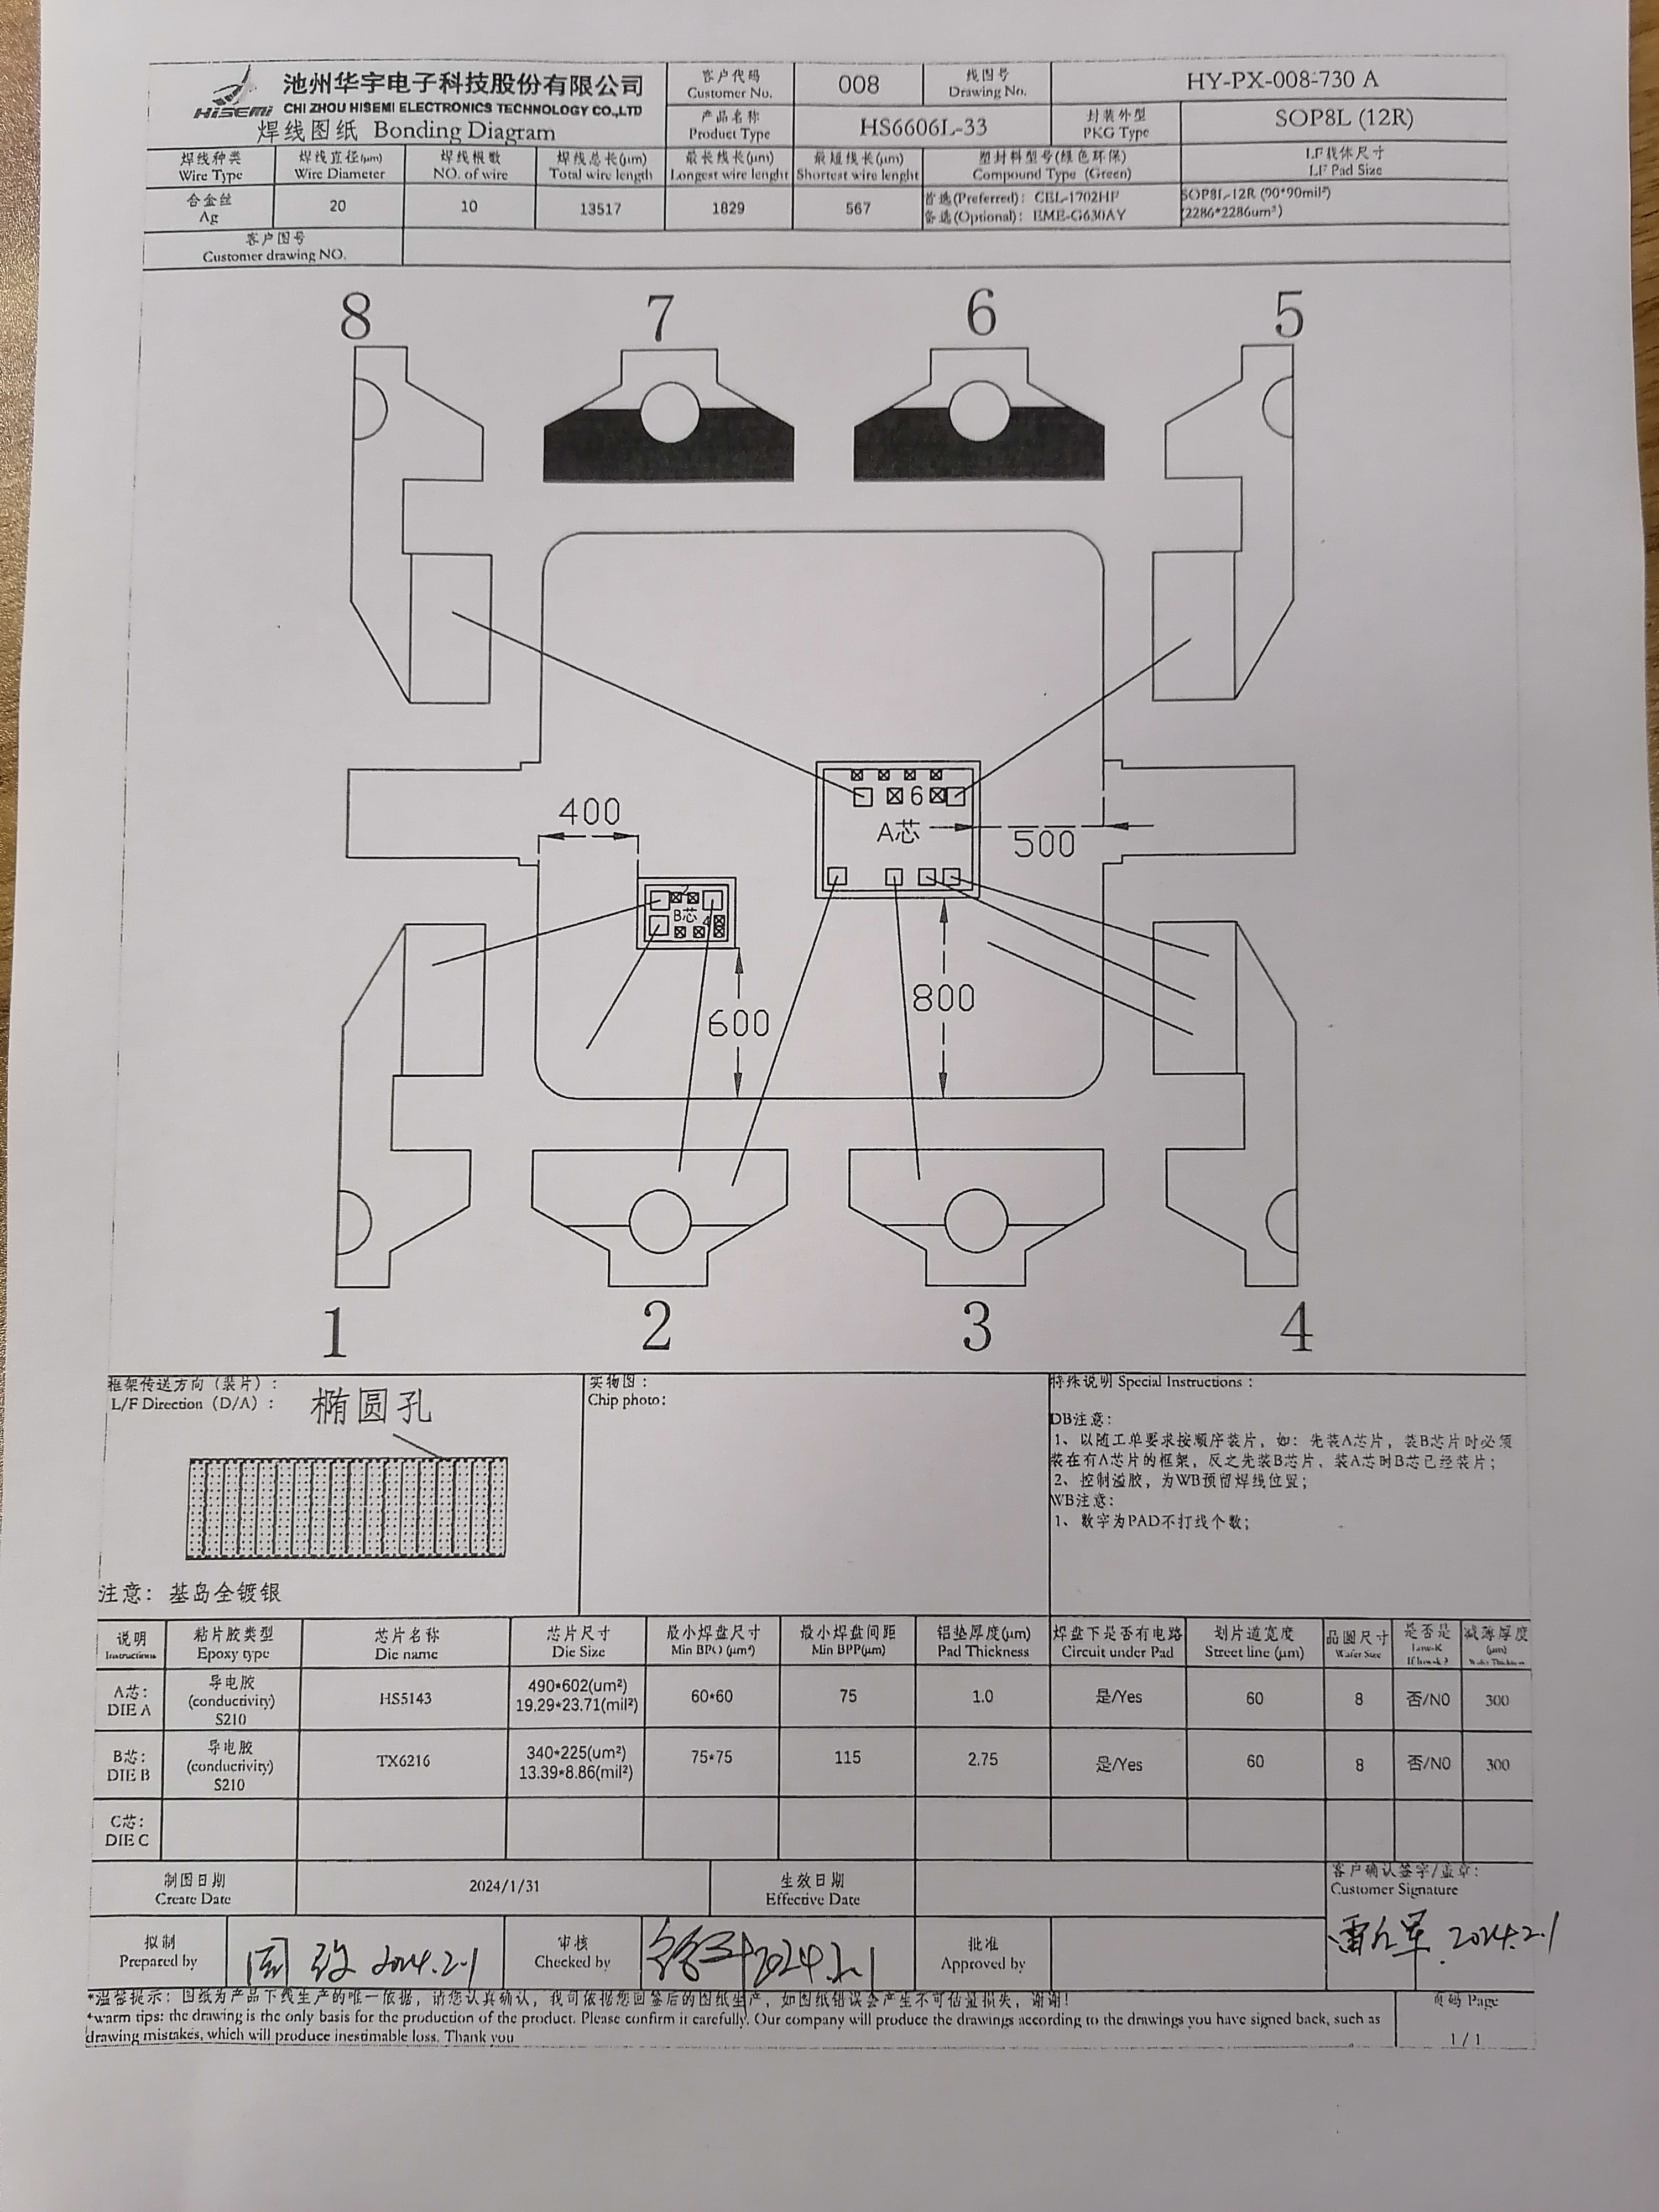 池州华宇电子科技股份有限公司
HiSEMi CHI ZHOU HISEMI ELECTRONICS TECHNOLOGY CO.,LTD
焊线图纸 Bonding Diagram
客户代码 Customer No.
008
线图号 Drawing No.
HY-PX-008-730 A
产品名称 Product Type
HS6606L-33
封装外型 PKG Type
SOP8L (12R)
焊线种类 Wire Type
焊线直径(μm) Wire Diameter
焊线根数 NO. of wire
焊线总长(μm) Total wire length
最长线长(μm) Longest wire lenght
最短线长(μm) Shortest wire lenght
塑封料型号(绿色环保) Compound Type (Green)
LF载体尺寸 LF Pad Size
合金丝 Ag
20
10
13517
1829
567
首选(Preferred): CEL-1702HF
备选(Optional): EME-G630AY
SOP8L-12R (90*90mil²)
(2286*2286um²)
客户图号 Customer drawing NO.
8 7 6 5
6
A芯
400
500
2
B芯
4
600
800
1 2 3 4
框架传送方向（装片）:
L/F Direction（D/A）:
椭圆孔
注意: 基岛全镀银
实物图:
Chip photo:
特殊说明 Special Instructions :
DB注意:
1、以随工单要求按顺序装片，如: 先装A芯片，装B芯片时必须
装在有A芯片的框架，反之先装B芯片、装A芯时B芯已经装片;
2、控制溢胶，为WB预留焊线位置;
WB注意:
1、数字为PAD不打线个数;
说明 Instructions
粘片胶类型 Epoxy type
芯片名称 Die name
芯片尺寸 Die Size
最小焊盘尺寸 Min BPO (μm²)
最小焊盘间距 Min BPP(μm)
铝垫厚度(μm) Pad Thickness
焊盘下是否有电路 Circuit under Pad
划片道宽度 Street line (μm)
晶圆尺寸 Wafer Size
是否是 Low-K
减薄厚度 (μm)
A芯: DIE A
导电胶 (conductivity) S210
HS5143
490*602(um²) 19.29*23.71(mil²)
60*60
75
1.0
是/Yes
60
8
否/NO
300
B芯: DIE B
导电胶 (conductivity) S210
TX6216
340*225(um²) 13.39*8.86(mil²)
75*75
115
2.75
是/Yes
60
8
否/NO
300
C芯: DIE C
制图日期 Create Date
2024/1/31
生效日期 Effective Date
客户确认签字/盖章:
Customer Signature
2024.2.1
拟制 Prepared by
2024.2.1
审核 Checked by
2024.2.1
批准 Approved by
*温馨提示: 图纸为产品下线生产的唯一依据，请您认真确认，我司依据您回签后的图纸生产，如图纸错误会产生不可估量损失，谢谢!
*warm tips: the drawing is the only basis for the production of the product. Please confirm it carefully. Our company will produce the drawings according to the drawings you have signed back, such as
drawing mistakes, which will produce inestimable loss. Thank you
页码 Page
1 / 1